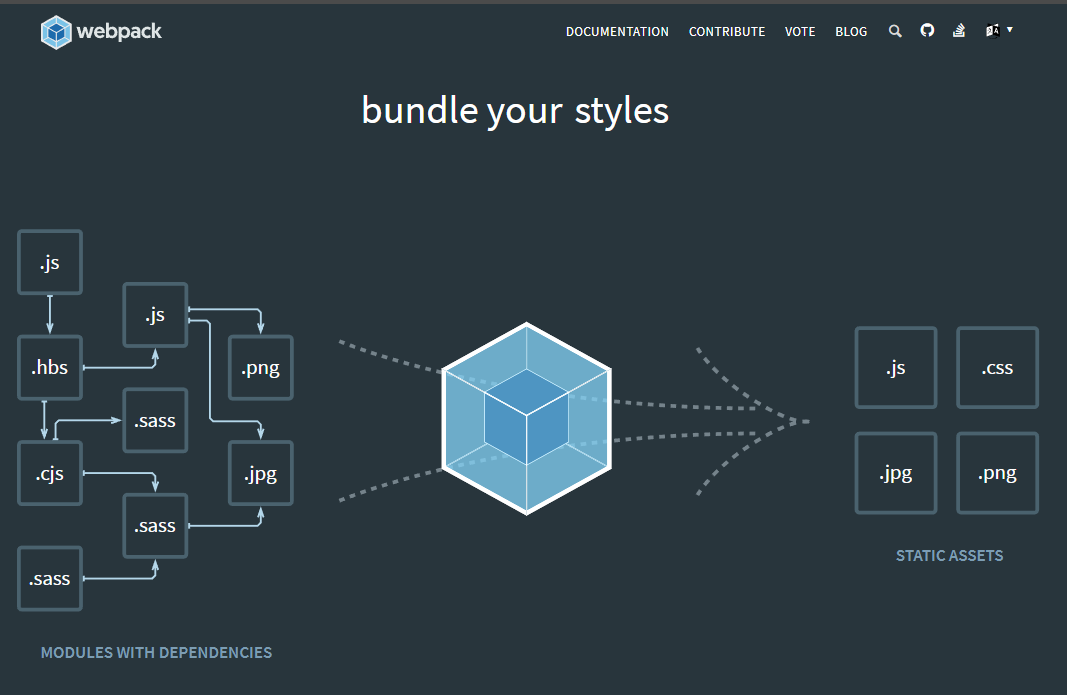 webpack
DOCUMENTATION CONTRIBUTE VOTE BLOG
bundle your styles
.js
.js
.hbs
.png
.sass
.cjs
.jpg
.sass
.sass
MODULES WITH DEPENDENCIES
.js .css
.jpg .png
STATIC ASSETS